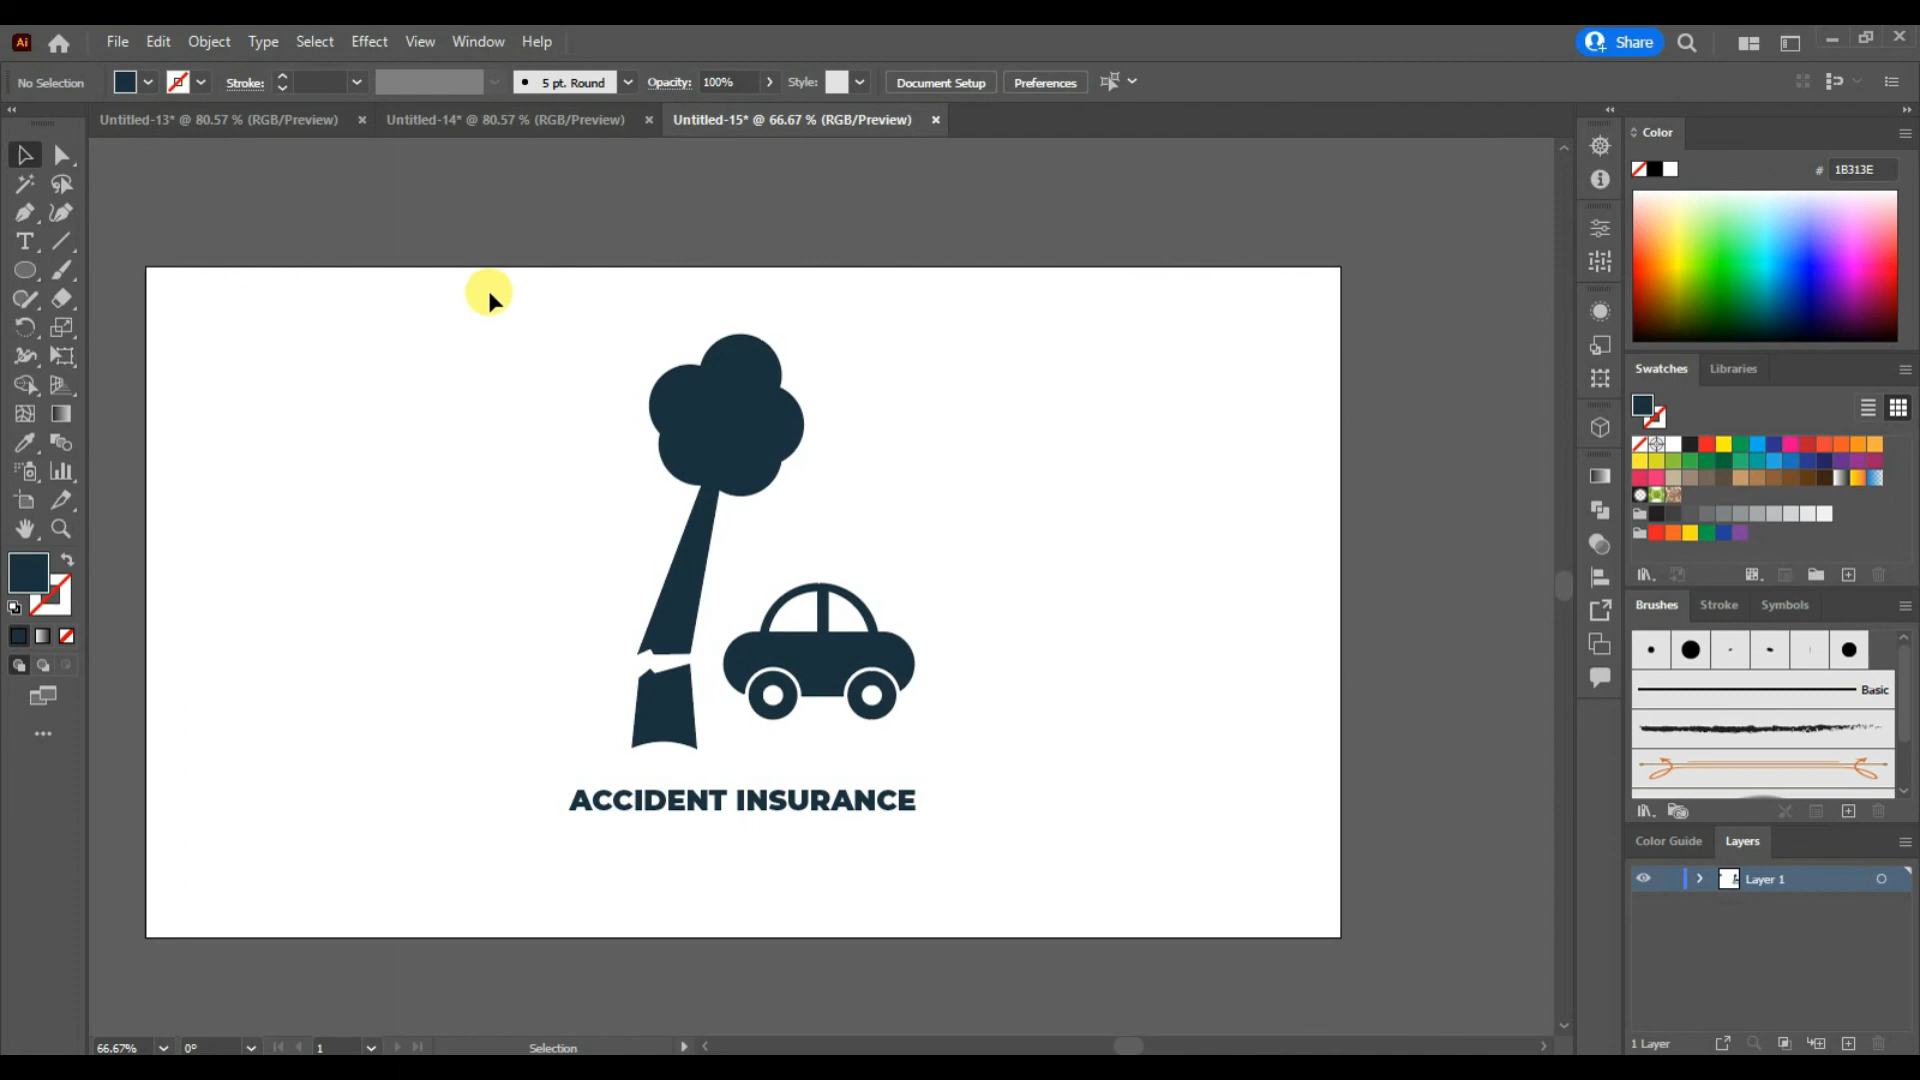 Ai File Edit Object Type Select Effect View Window Help Share
No Selection Stroke: 5 pt. Round Opacity: 100% Style: Document Setup Preferences
Untitled-13* @ 80.57 % (RGB/Preview) Untitled-14* @ 80.57 % (RGB/Preview) Untitled-15* @ 66.67 % (RGB/Preview)
Color
# 1B313E
Swatches Libraries
Brushes Stroke Symbols
Basic
ACCIDENT INSURANCE
Color Guide Layers
Layer 1
66.67% 0° 1 Selection
1 Layer